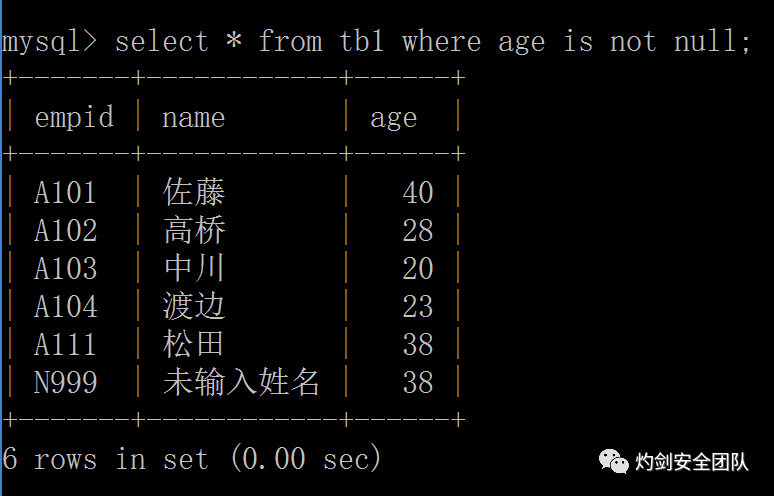 mysql> select * from tb1 where age is not null;
+-------+------------+------+
| empid | name       | age  |
+-------+------------+------+
| A101  | 佐藤       |   40 |
| A102  | 高桥       |   28 |
| A103  | 中川       |   20 |
| A104  | 渡边       |   23 |
| A111  | 松田       |   38 |
| N999  | 未输入姓名 |   38 |
+-------+------------+------+
6 rows in set (0.00 sec)
灼剑安全团队